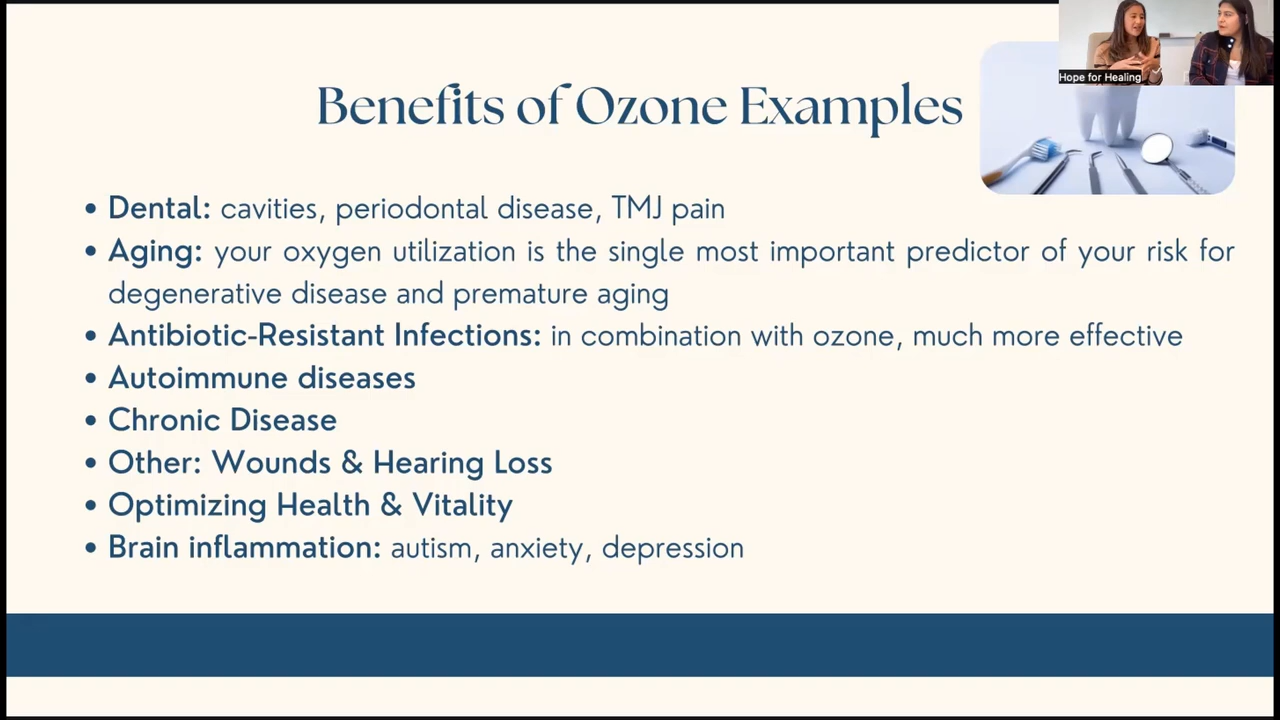 Hope for Healing
Benefits of Ozone Examples
• Dental: cavities, periodontal disease, TMJ pain
• Aging: your oxygen utilization is the single most important predictor of your risk for
degenerative disease and premature aging
• Antibiotic-Resistant Infections: in combination with ozone, much more effective
• Autoimmune diseases
• Chronic Disease
• Other: Wounds & Hearing Loss
• Optimizing Health & Vitality
• Brain inflammation: autism, anxiety, depression